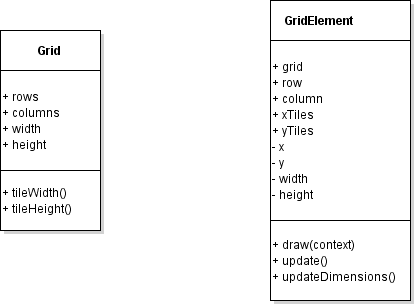 Grid
+ rows
+ columns
+ width
+ height
+ tileWidth()
+ tileHeight()
GridElement
+ grid
+ row
+ column
+ xTiles
+ yTiles
- x
- y
- width
- height
+ draw(context)
+ update()
+ updateDimensions()